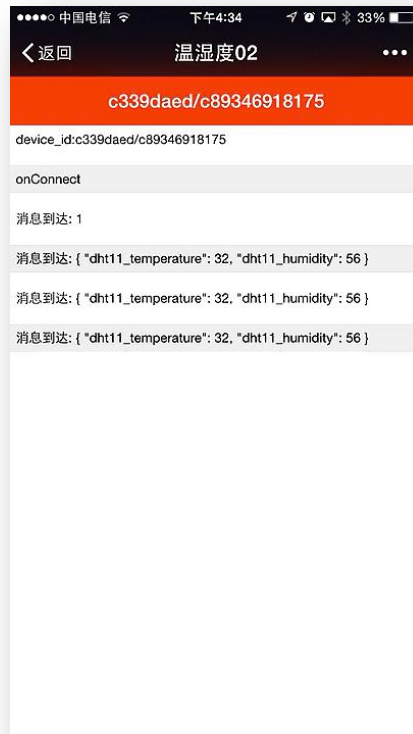 中国电信 下午4:34 33%
返回 温湿度02
c339daed/c89346918175
device_id:c339daed/c89346918175
onConnect
消息到达: 1
消息到达: { "dht11_temperature": 32, "dht11_humidity": 56 }
消息到达: { "dht11_temperature": 32, "dht11_humidity": 56 }
消息到达: { "dht11_temperature": 32, "dht11_humidity": 56 }